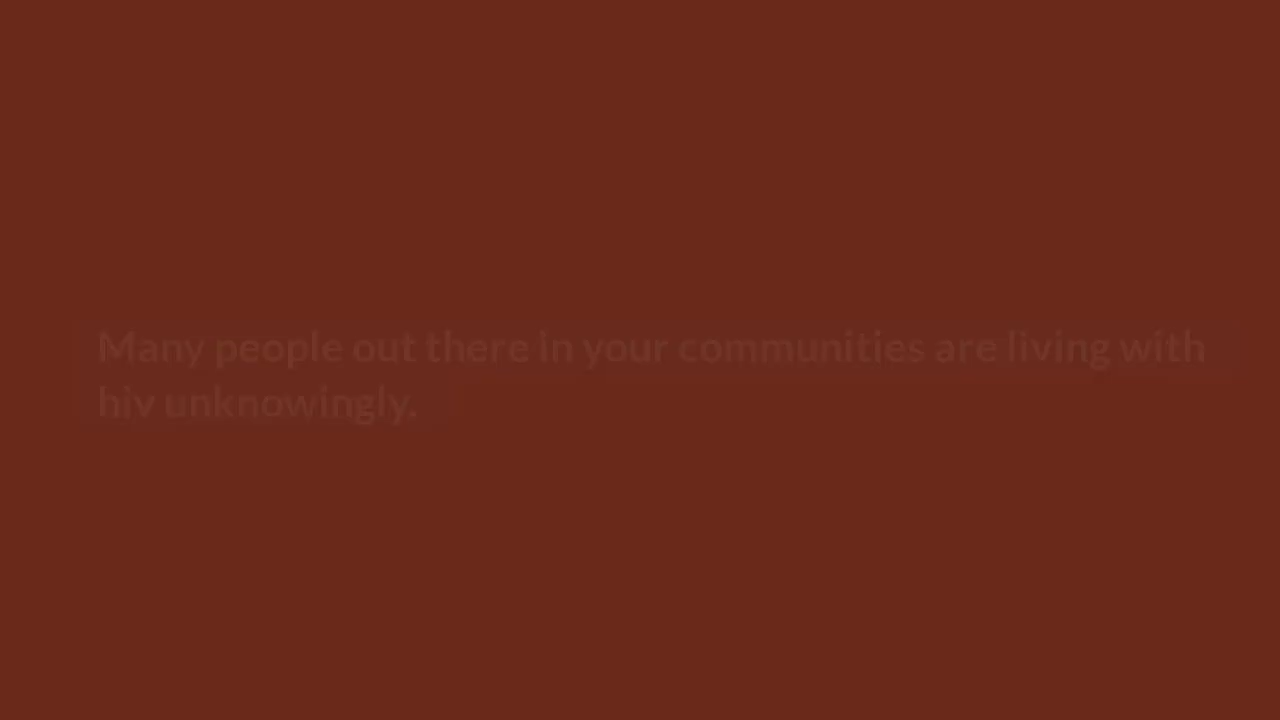 Many people out there in your communities are living with
hiv unknowingly.